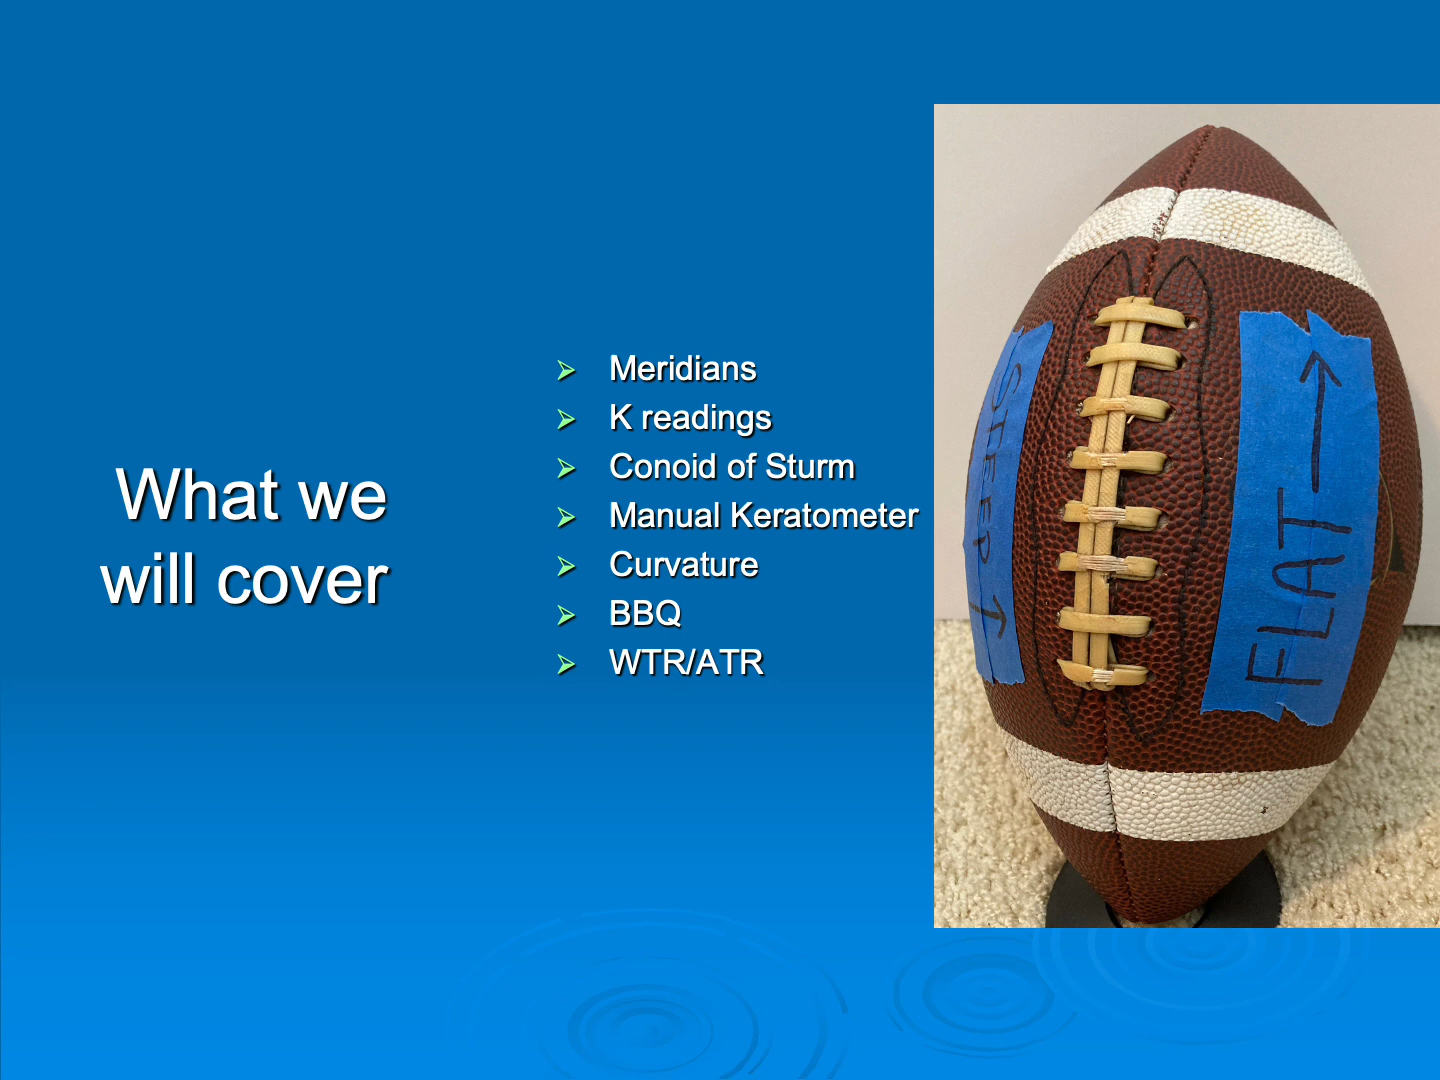 What we
will cover
Meridians
K readings
Conoid of Sturm
Manual Keratometer
Curvature
BBQ
WTR/ATR
STEEP
FLAT